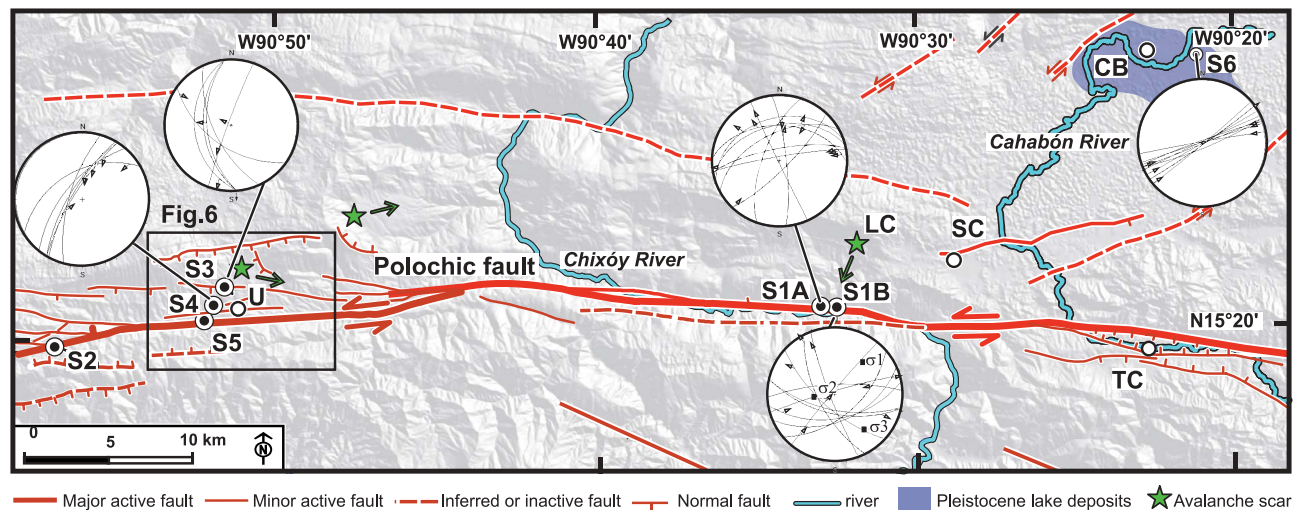 W90°50'
W90°40'
W90°30'
W90°20'
CB
S6
N
N
N
Cahabón River
S
S
Fig.6
LC
SC
S3
Polochic fault
Chixóy River
S1A
S1B
S4
U
N15°20'
S5
S2
σ1
σ2
σ3
TC
S
0 5 10 km
N
Major active fault
Minor active fault
Inferred or inactive fault
Normal fault
river
Pleistocene lake deposits
Avalanche scar